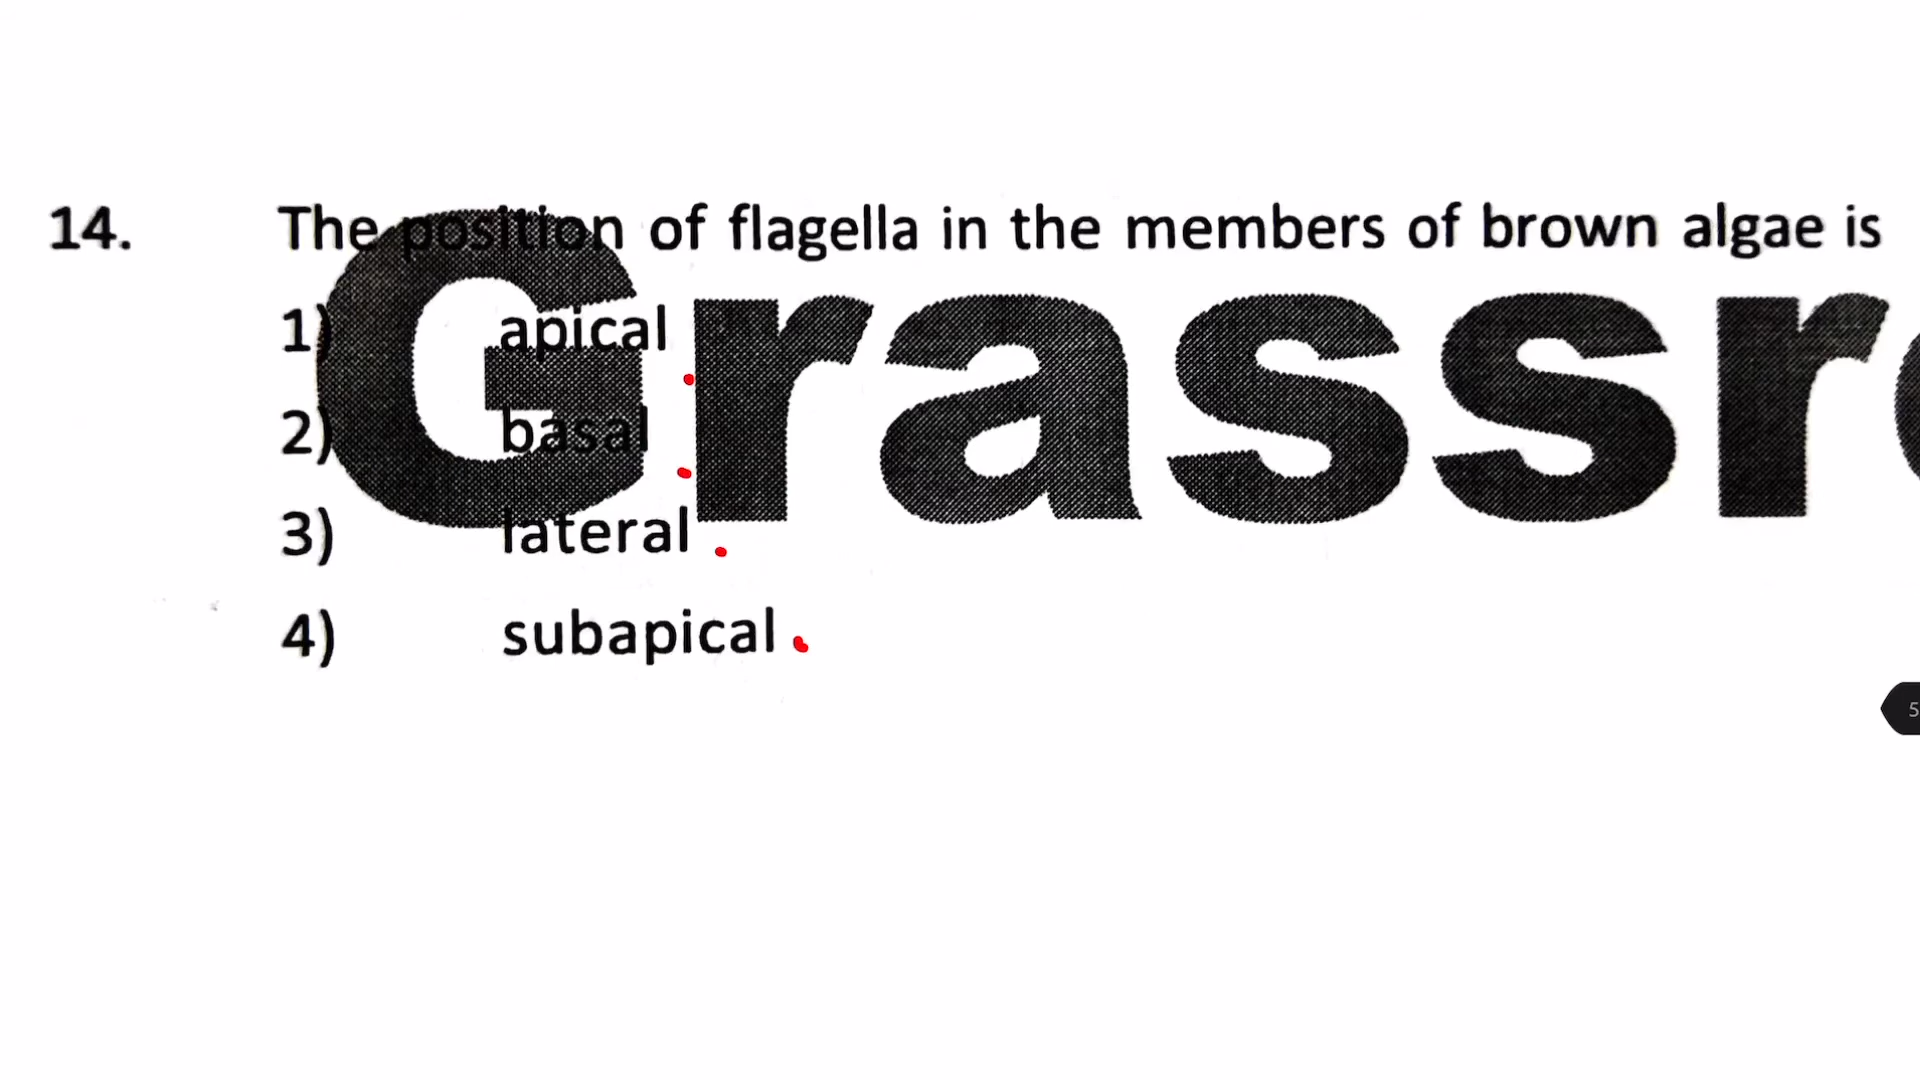 14. The position of flagella in the members of brown algae is
1) apical
2) basal
3) lateral
4) subapical
Grassr
5